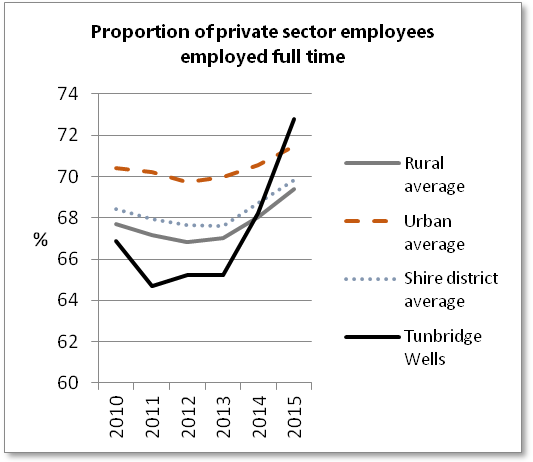 Proportion of private sector employees
employed full time
74
72
70
68
66
64
62
60
%
2010
2011
2012
2013
2014
2015
Rural
average
Urban
average
Shire district
average
Tunbridge
Wells